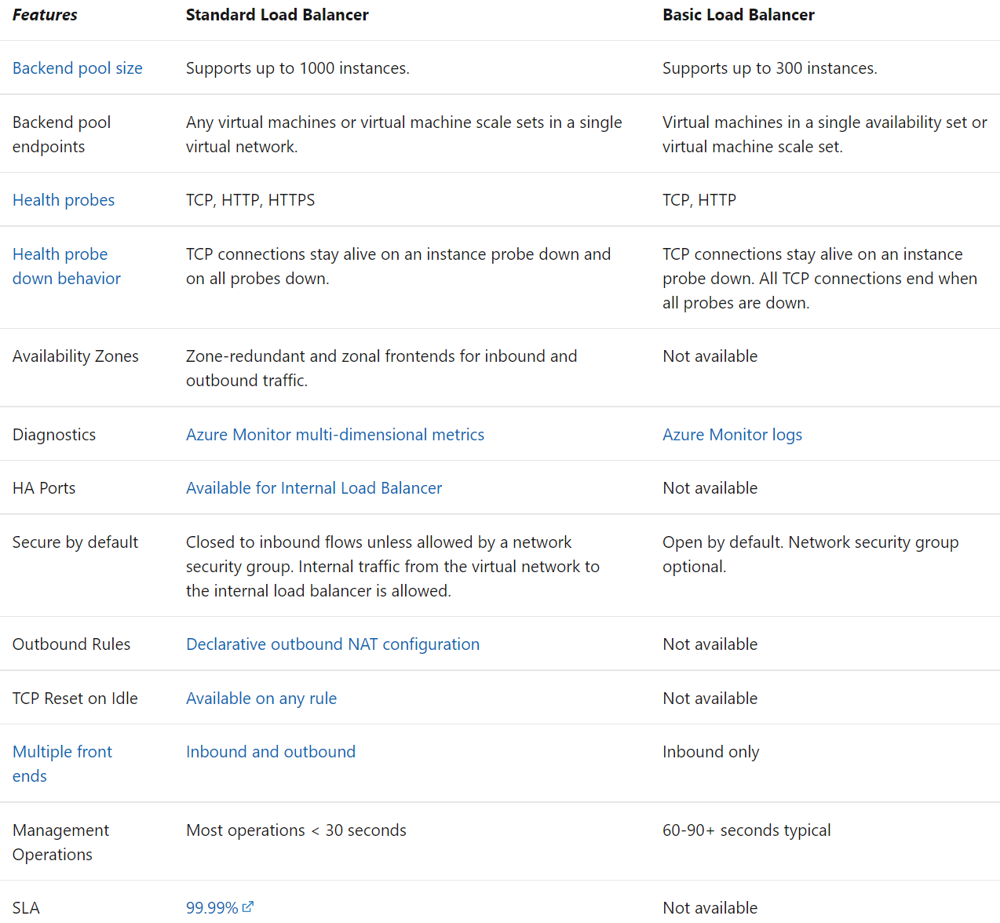 Features Standard Load Balancer Basic Load Balancer
Backend pool size Supports up to 1000 instances. Supports up to 300 instances.
Backend pool Any virtual machines or virtual machine scale sets in a single Virtual machines in a single availability set or
endpoints virtual network. virtual machine scale set.
Health probes TCP, HTTP, HTTPS TCP, HTTP
Health probe TCP connections stay alive on an instance probe down and TCP connections stay alive on an instance
down behavior on all probes down. probe down. All TCP connections end when
all probes are down.
Availability Zones Zone-redundant and zonal frontends for inbound and Not available
outbound traffic.
Diagnostics Azure Monitor multi-dimensional metrics Azure Monitor logs
HA Ports Available for Internal Load Balancer Not available
Secure by default Closed to inbound flows unless allowed by a network Open by default. Network security group
security group. Internal traffic from the virtual network to optional.
the internal load balancer is allowed.
Outbound Rules Declarative outbound NAT configuration Not available
TCP Reset on Idle Available on any rule Not available
Multiple front Inbound and outbound Inbound only
ends
Management Most operations < 30 seconds 60-90+ seconds typical
Operations
SLA 99.99% Not available